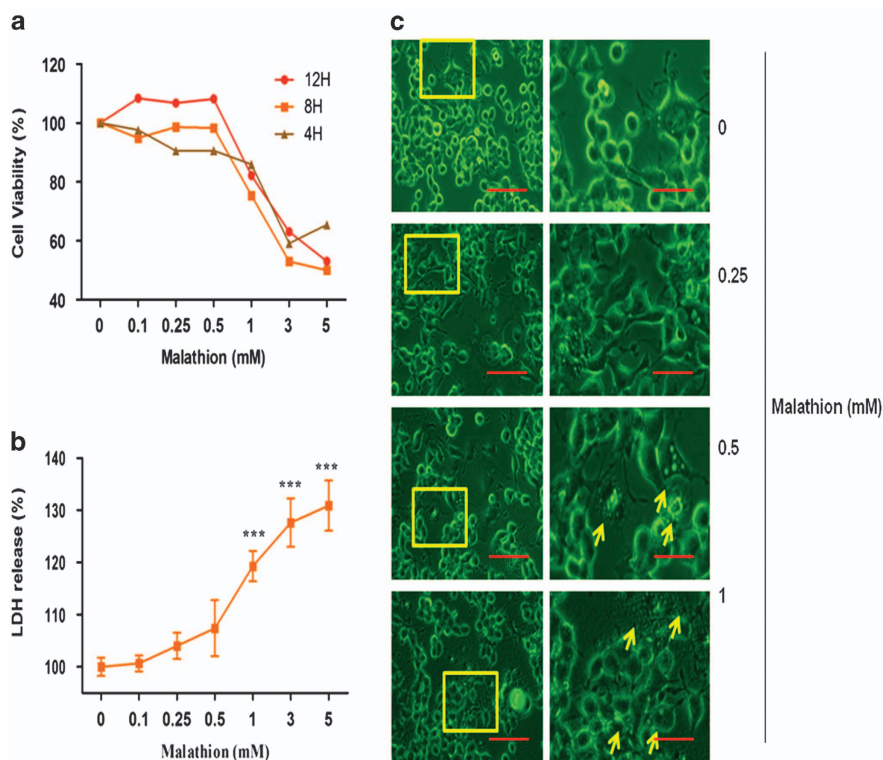 a
120
100
80
60
40
Cell Viability (%)
12H
8H
4H
0 0.1 0.25 0.5 1 3 5
Malathion (mM)
b
140
130
120
110
100
LDH release (%)
***
***
***
0 0.1 0.25 0.5 1 3 5
Malathion (mM)
c
0
0.25
0.5
1
Malathion (mM)